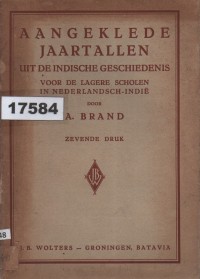 AANGEKLEDE
JAARTALLEN
UIT DE INDISCHE GESCHIEDENIS
VOOR DE LAGERE SCHOLEN
IN NEDERLANDSCH-INDIË
DOOR
17584
A. BRAND
ZEVENDE DRUK
JBW
J. B. WOLTERS — GRONINGEN, BATAVIA